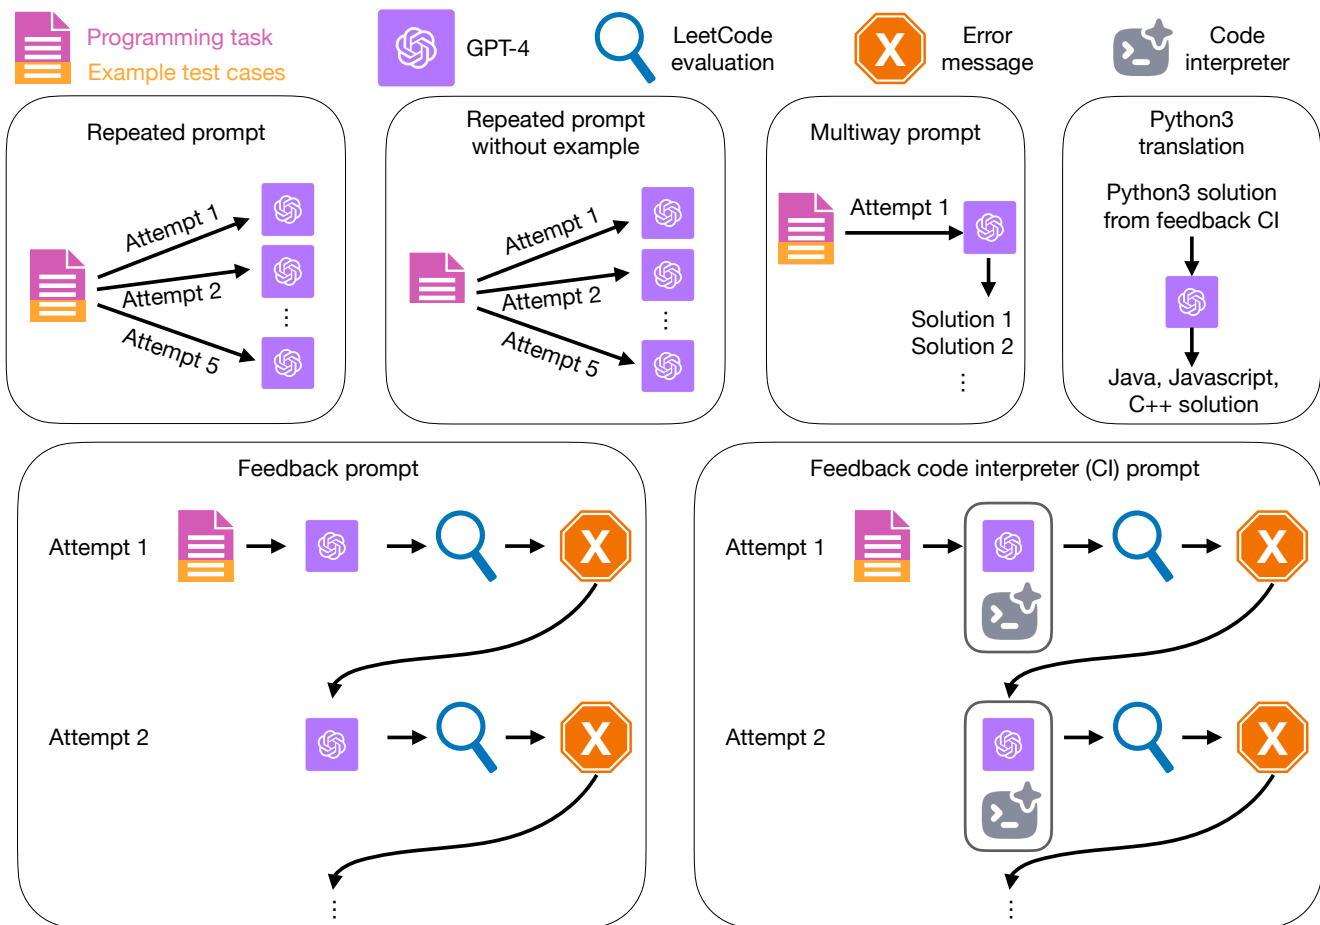 Programming task
Example test cases
GPT-4
LeetCode
evaluation
Error
message
Code
interpreter
Repeated prompt
Attempt 1
Attempt 2
⋮
Attempt 5
Repeated prompt
without example
Attempt 1
Attempt 2
⋮
Attempt 5
Multiway prompt
Attempt 1
Solution 1
Solution 2
⋮
Python3
translation
Python3 solution
from feedback CI
Java, Javascript,
C++ solution
Feedback prompt
Attempt 1
X
Attempt 2
X
⋮
Feedback code interpreter (CI) prompt
Attempt 1
X
Attempt 2
X
⋮